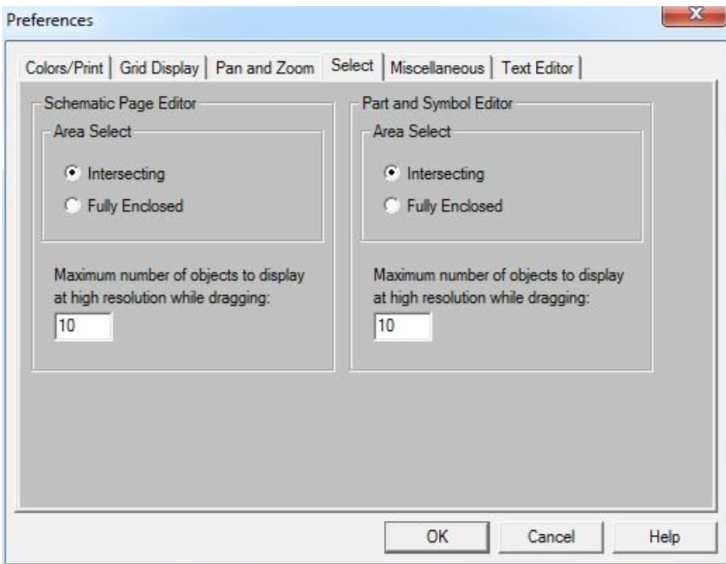 Preferences
Colors/Print Grid Display Pan and Zoom Select Miscellaneous Text Editor
Schematic Page Editor
Area Select
Intersecting
Fully Enclosed
Maximum number of objects to display
at high resolution while dragging:
10
Part and Symbol Editor
Area Select
Intersecting
Fully Enclosed
Maximum number of objects to display
at high resolution while dragging:
10
OK Cancel Help